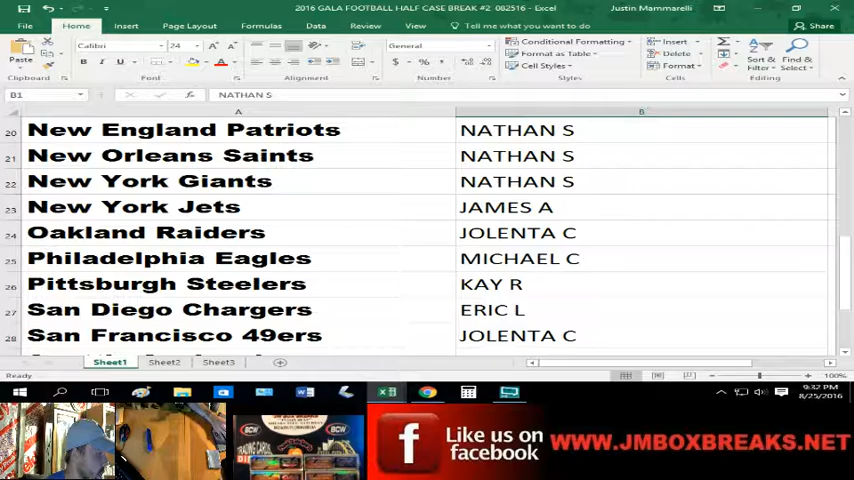 2016 GALA FOOTBALL HALF CASE BREAK #2 082516 - Excel
Justin Mammarelli
File Home Insert Page Layout Formulas Data Review View Tell me what you want to do... Share
Paste
Clipboard
Calibri 24
B I U
Font
Alignment
General
$ % ,
Number
Conditional Formatting
Format as Table
Cell Styles
Styles
Insert
Delete
Format
Cells
Sort & Filter
Find & Select
Editing
B1 fx NATHAN S
A B
20 New England Patriots NATHAN S
21 New Orleans Saints NATHAN S
22 New York Giants NATHAN S
23 New York Jets JAMES A
24 Oakland Raiders JOLENTA C
25 Philadelphia Eagles MICHAEL C
26 Pittsburgh Steelers KAY R
27 San Diego Chargers ERIC L
28 San Francisco 49ers JOLENTA C
Sheet1 Sheet2 Sheet3
Ready
100%
9:32 PM
8/25/2016
BCW
BCW
TRADING CARD
f
Like us on
facebook
WWW.JMBOXBREAKS.NET